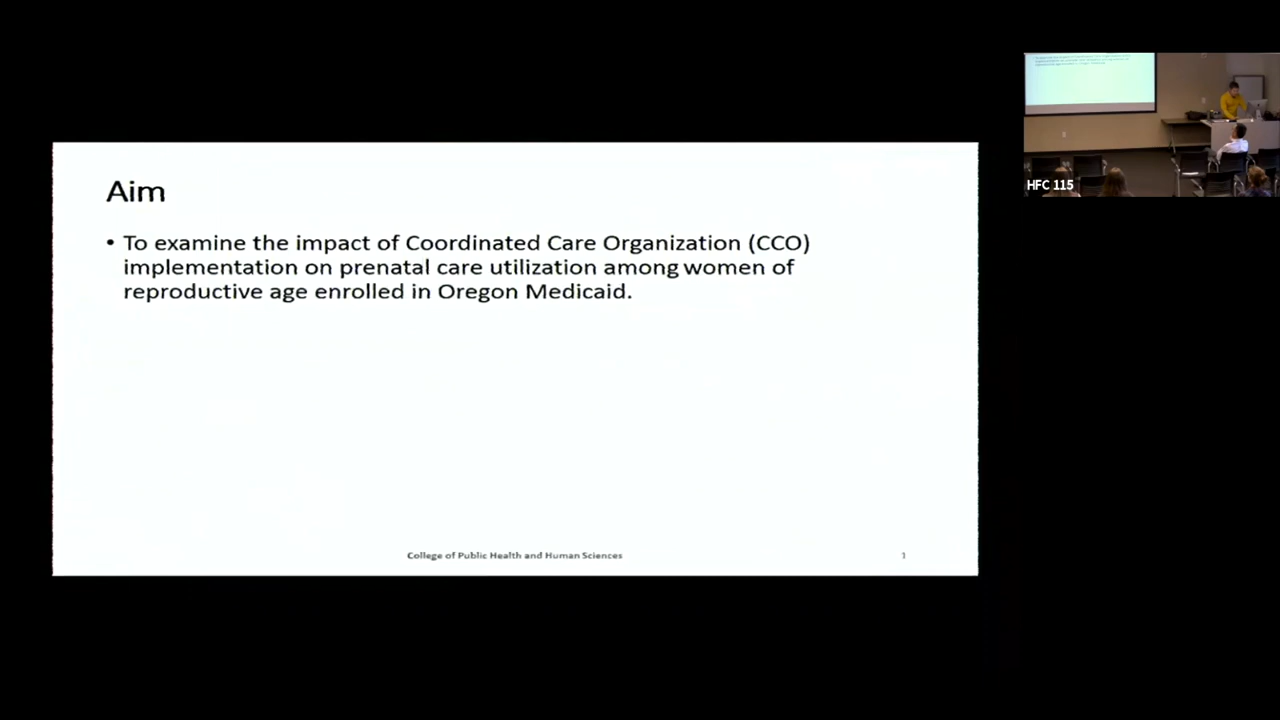 Aim
• To examine the impact of Coordinated Care Organization (CCO)
implementation on prenatal care utilization among women of
reproductive age enrolled in Oregon Medicaid.
College of Public Health and Human Sciences
1
HFC 115